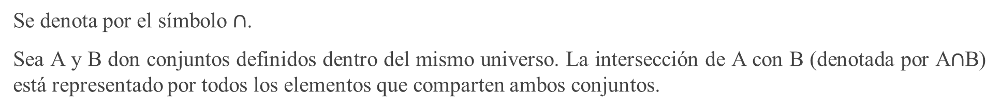 Se denota por el símbolo ∩.
Sea A y B don conjuntos definidos dentro del mismo universo. La intersección de A con B (denotada por A∩B)
está representado por todos los elementos que comparten ambos conjuntos.